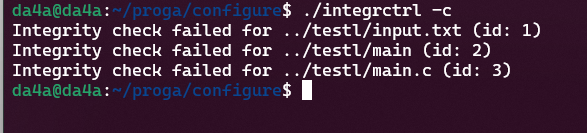 da4a@da4a:~/proga/configure$ ./integrctrl -c
Integrity check failed for ../testl/input.txt (id: 1)
Integrity check failed for ../testl/main (id: 2)
Integrity check failed for ../testl/main.c (id: 3)
da4a@da4a:~/proga/configure$